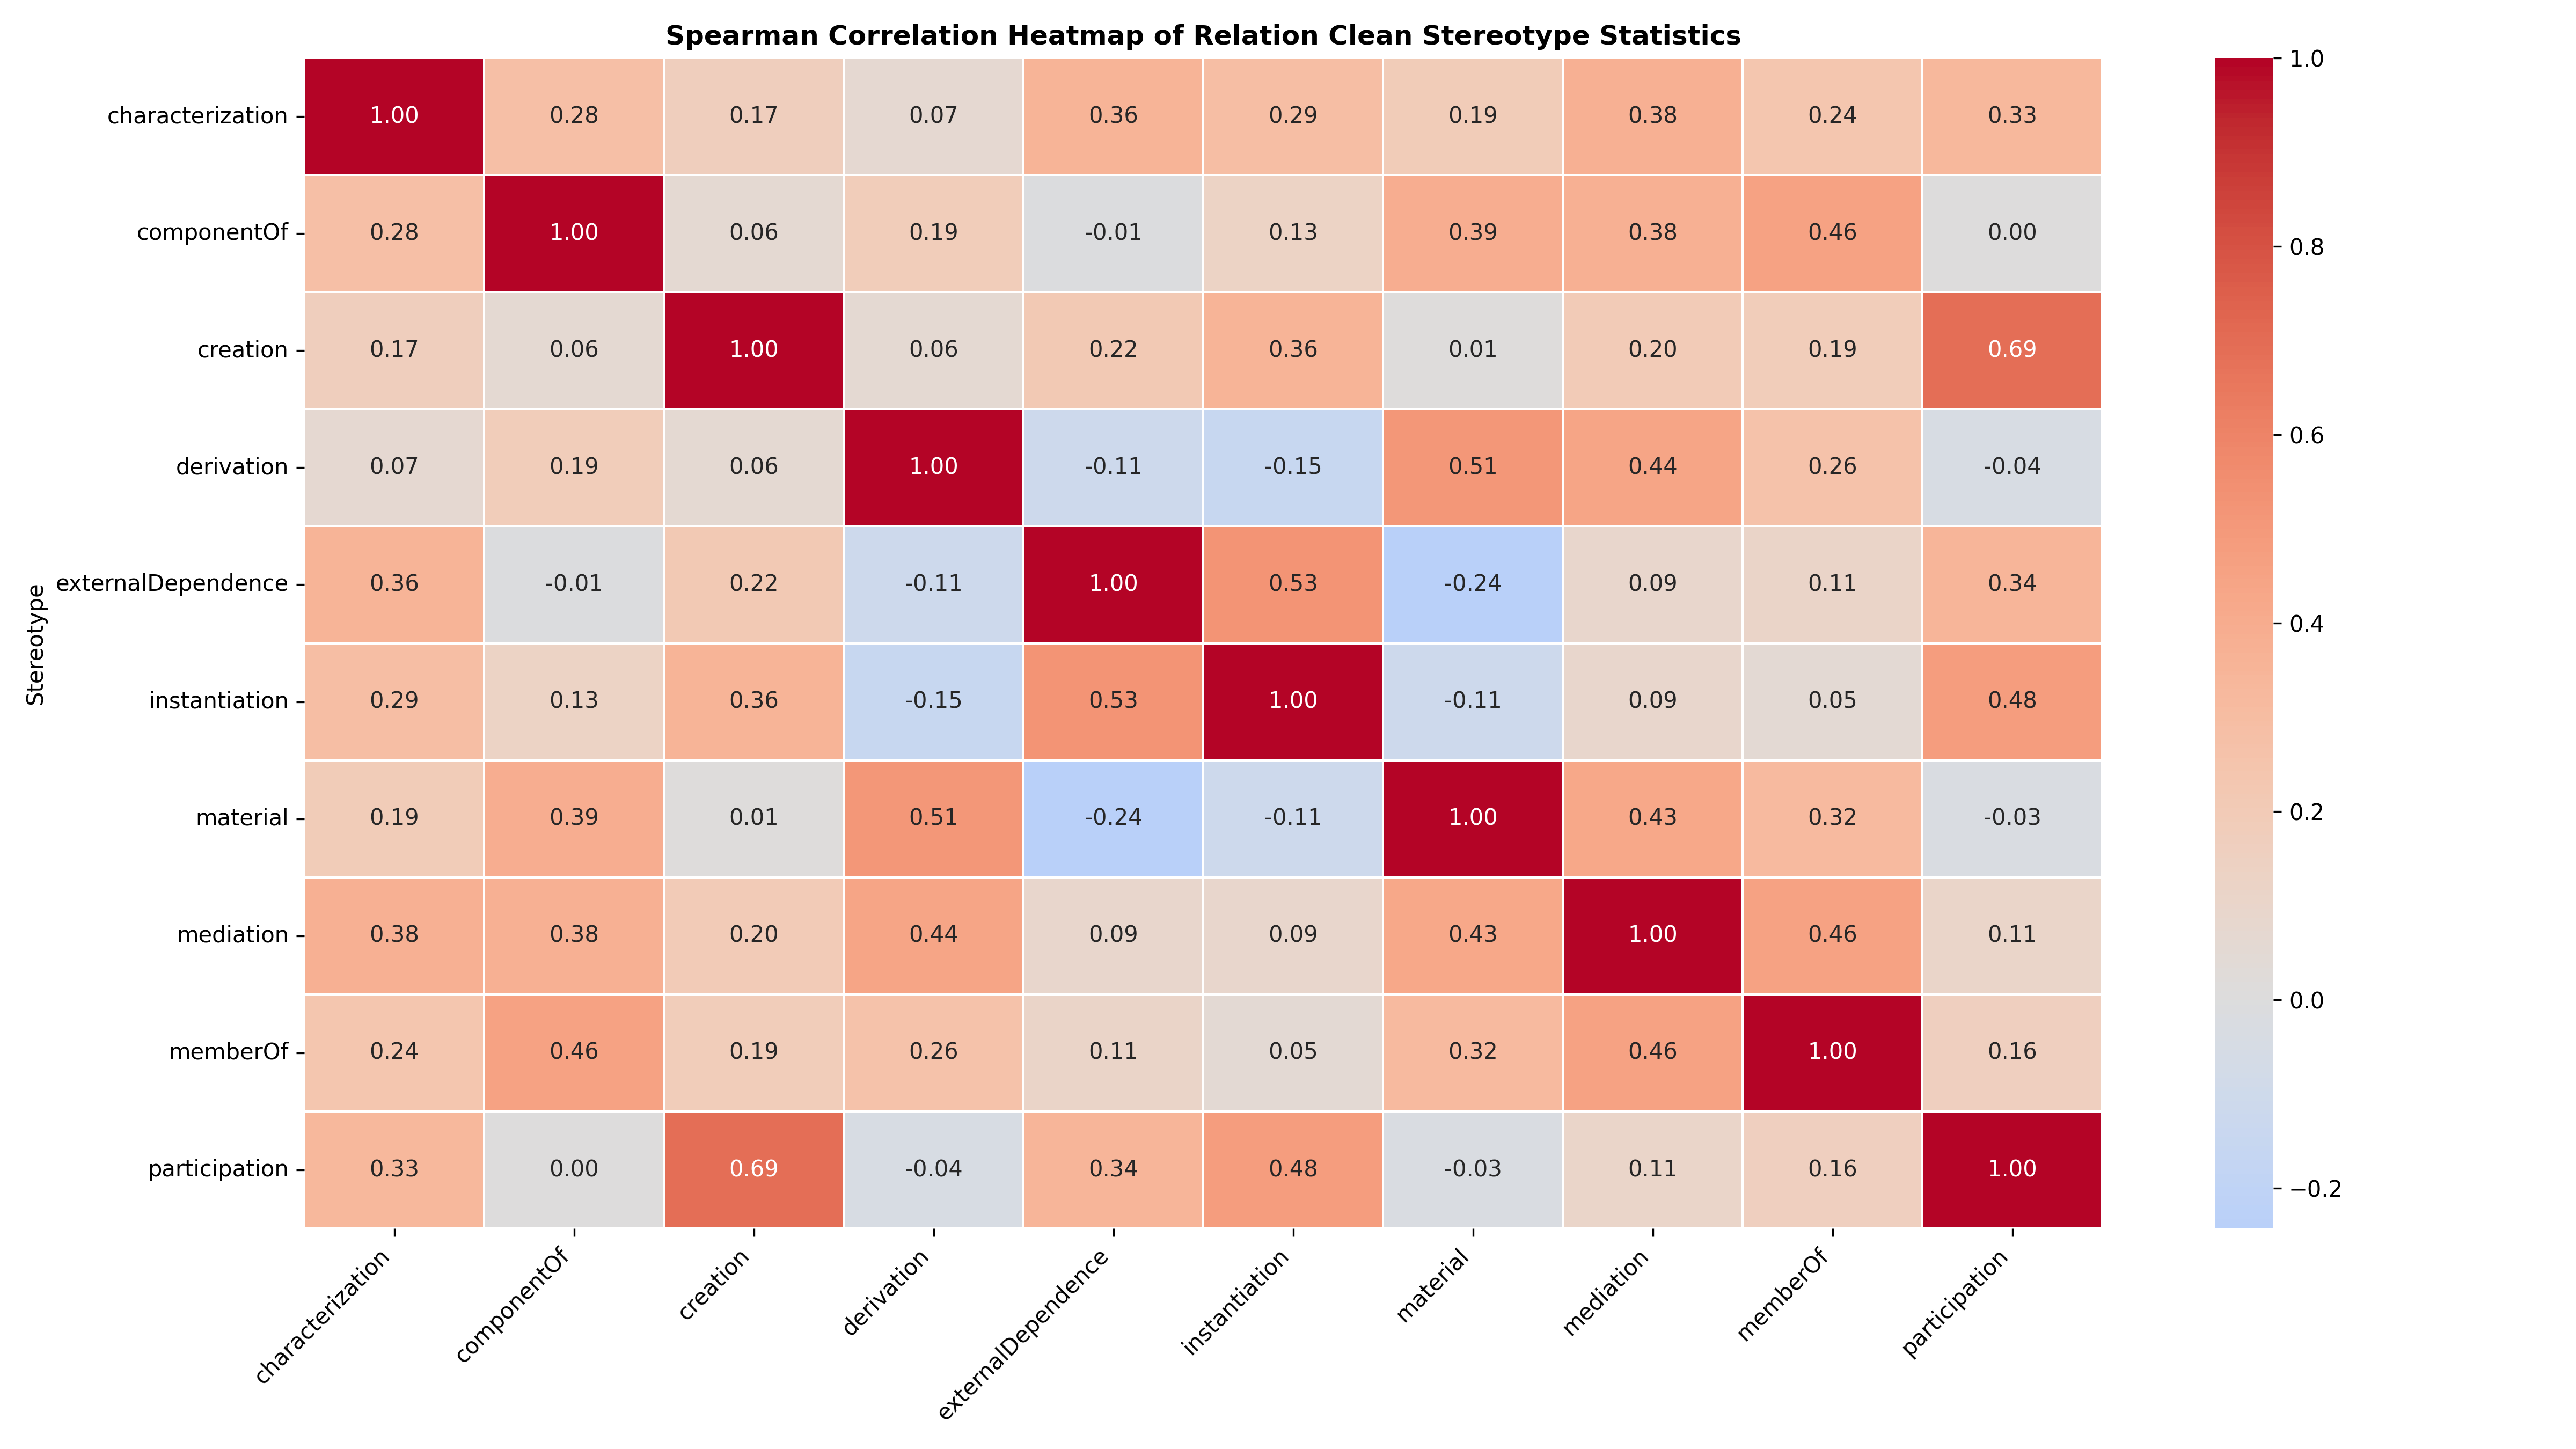 Spearman Correlation Heatmap of Relation Clean Stereotype Statistics
Stereotype
characterization 1.00 0.28 0.17 0.07 0.36 0.29 0.19 0.38 0.24 0.33
componentOf 0.28 1.00 0.06 0.19 -0.01 0.13 0.39 0.38 0.46 0.00
creation 0.17 0.06 1.00 0.06 0.22 0.36 0.01 0.20 0.19 0.69
derivation 0.07 0.19 0.06 1.00 -0.11 -0.15 0.51 0.44 0.26 -0.04
externalDependence 0.36 -0.01 0.22 -0.11 1.00 0.53 -0.24 0.09 0.11 0.34
instantiation 0.29 0.13 0.36 -0.15 0.53 1.00 -0.11 0.09 0.05 0.48
material 0.19 0.39 0.01 0.51 -0.24 -0.11 1.00 0.43 0.32 -0.03
mediation 0.38 0.38 0.20 0.44 0.09 0.09 0.43 1.00 0.46 0.11
memberOf 0.24 0.46 0.19 0.26 0.11 0.05 0.32 0.46 1.00 0.16
participation 0.33 0.00 0.69 -0.04 0.34 0.48 -0.03 0.11 0.16 1.00
characterization componentOf creation derivation externalDependence instantiation material mediation memberOf participation
1.0
0.8
0.6
0.4
0.2
0.0
−0.2